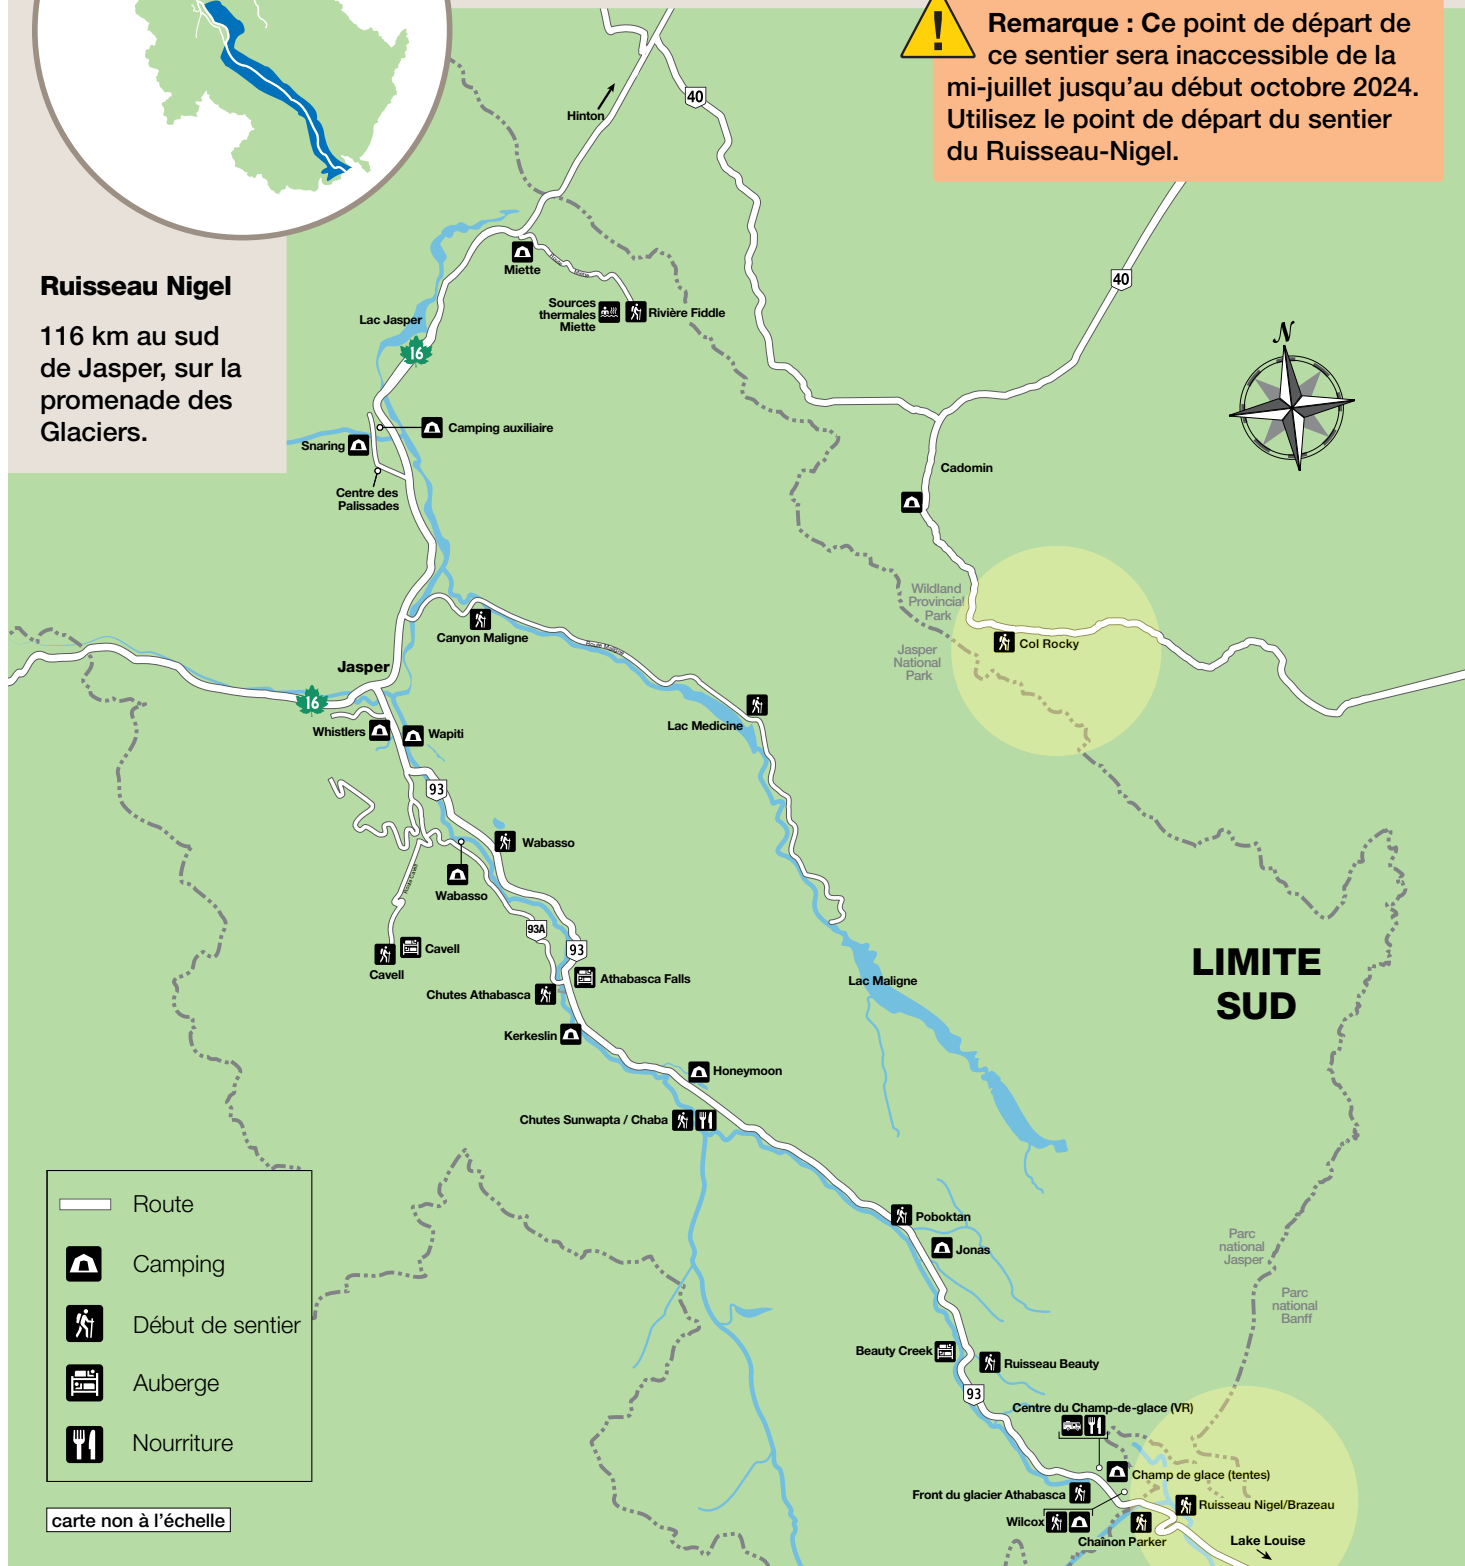 Remarque : Ce point de départ de
ce sentier sera inaccessible de la
mi-juillet jusqu'au début octobre 2024.
Utilisez le point de départ du sentier
du Ruisseau-Nigel.
Ruisseau Nigel
116 km au sud
de Jasper, sur la
promenade des
Glaciers.
Hinton
40
40
N
Miette
Route Miette
Sources
thermales
Miette
Rivière Fiddle
Lac Jasper
16
Camping auxiliaire
Snaring
Centre des
Palissades
Cadomin
Wildland
Provincial
Park
Jasper
National
Park
Col Rocky
Canyon Maligne
Route Maligne
Jasper
16
Whistlers
Wapiti
Lac Medicine
93
Wabasso
Wabasso
Route Cavell
93A
93
Cavell
Cavell
Athabasca Falls
Chutes Athabasca
Kerkeslin
Lac Maligne
LIMITE
SUD
Honeymoon
Chutes Sunwapta / Chaba
Poboktan
Jonas
Parc
national
Jasper
Parc
national
Banff
Beauty Creek
Ruisseau Beauty
93
Centre du Champ-de-glace (VR)
Champ de glace (tentes)
Front du glacier Athabasca
Wilcox
Ruisseau Nigel/Brazeau
Chaînon Parker
Lake Louise
Route
Camping
Début de sentier
Auberge
Nourriture
carte non à l'échelle